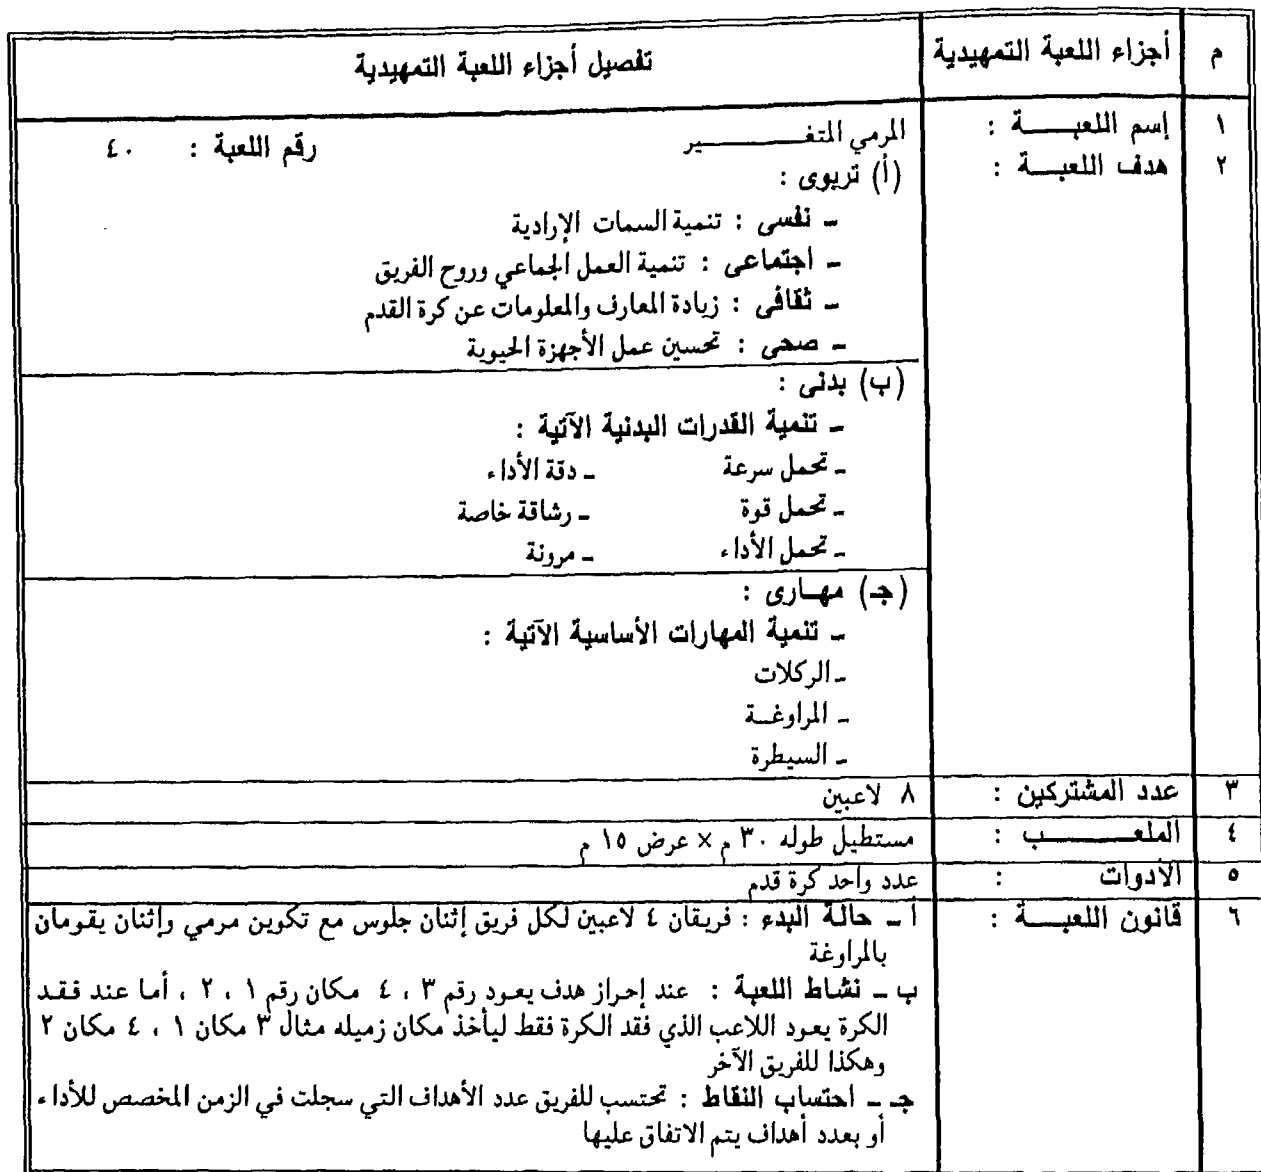 م أجزاء اللعبة التمهيدية تفصيل أجزاء اللعبة التمهيدية
١ إسم اللعبـــــة : المرمي المتغـــــــير رقم اللعبة : ٤٠
٢ هدف اللعبـــة : (أ) تربوى :
ـ نفسى : تنمية السمات الإرادية
ـ اجتماعى : تنمية العمل الجماعي وروح الفريق
ـ ثقافى : زيادة المعارف والمعلومات عن كرة القدم
ـ صحى : تحسين عمل الأجهزة الحيوية
(ب) بدنى :
ـ تنمية القدرات البدنية الآتية :
ـ تحمل سرعة ـ دقة الأداء
ـ تحمل قوة ـ رشاقة خاصة
ـ تحمل الأداء ـ مرونة
(جـ) مهـارى :
ـ تنمية المهارات الأساسية الآتية :
ـ الركلات
ـ المراوغــة
ـ السيطرة
٣ عدد المشتركين : ٨ لاعبين
٤ الملعـــــــــب : مستطيل طوله ٣٠ م × عرض ١٥ م
٥ الأدوات : عدد واحد كرة قدم
٦ قانون اللعبـــة : أ ـ حالة البدء : فريقان ٤ لاعبين لكل فريق إثنان جلوس مع تكوين مرمي وإثنان يقومان
بالمراوغة
ب ـ نشاط اللعبة : عند إحراز هدف يعود رقم ٣ ، ٤ مكان رقم ١ ، ٢ ، أما عند فقد
الكرة يعود اللاعب الذي فقد الكرة فقط ليأخذ مكان زميله مثال ٣ مكان ١ ، ٤ مكان ٢
وهكذا للفريق الآخر
جـ ـ احتساب النقاط : تحتسب للفريق عدد الأهداف التي سجلت في الزمن المخصص للأداء
أو بعدد أهداف يتم الاتفاق عليها